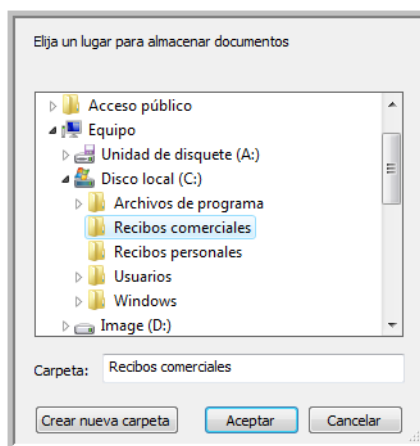 Elija un lugar para almacenar documentos
Acceso público
Equipo
Unidad de disquete (A:)
Disco local (C:)
Archivos de programa
Recibos comerciales
Recibos personales
Usuarios
Windows
Image (D:)
Carpeta: Recibos comerciales
Crear nueva carpeta Aceptar Cancelar